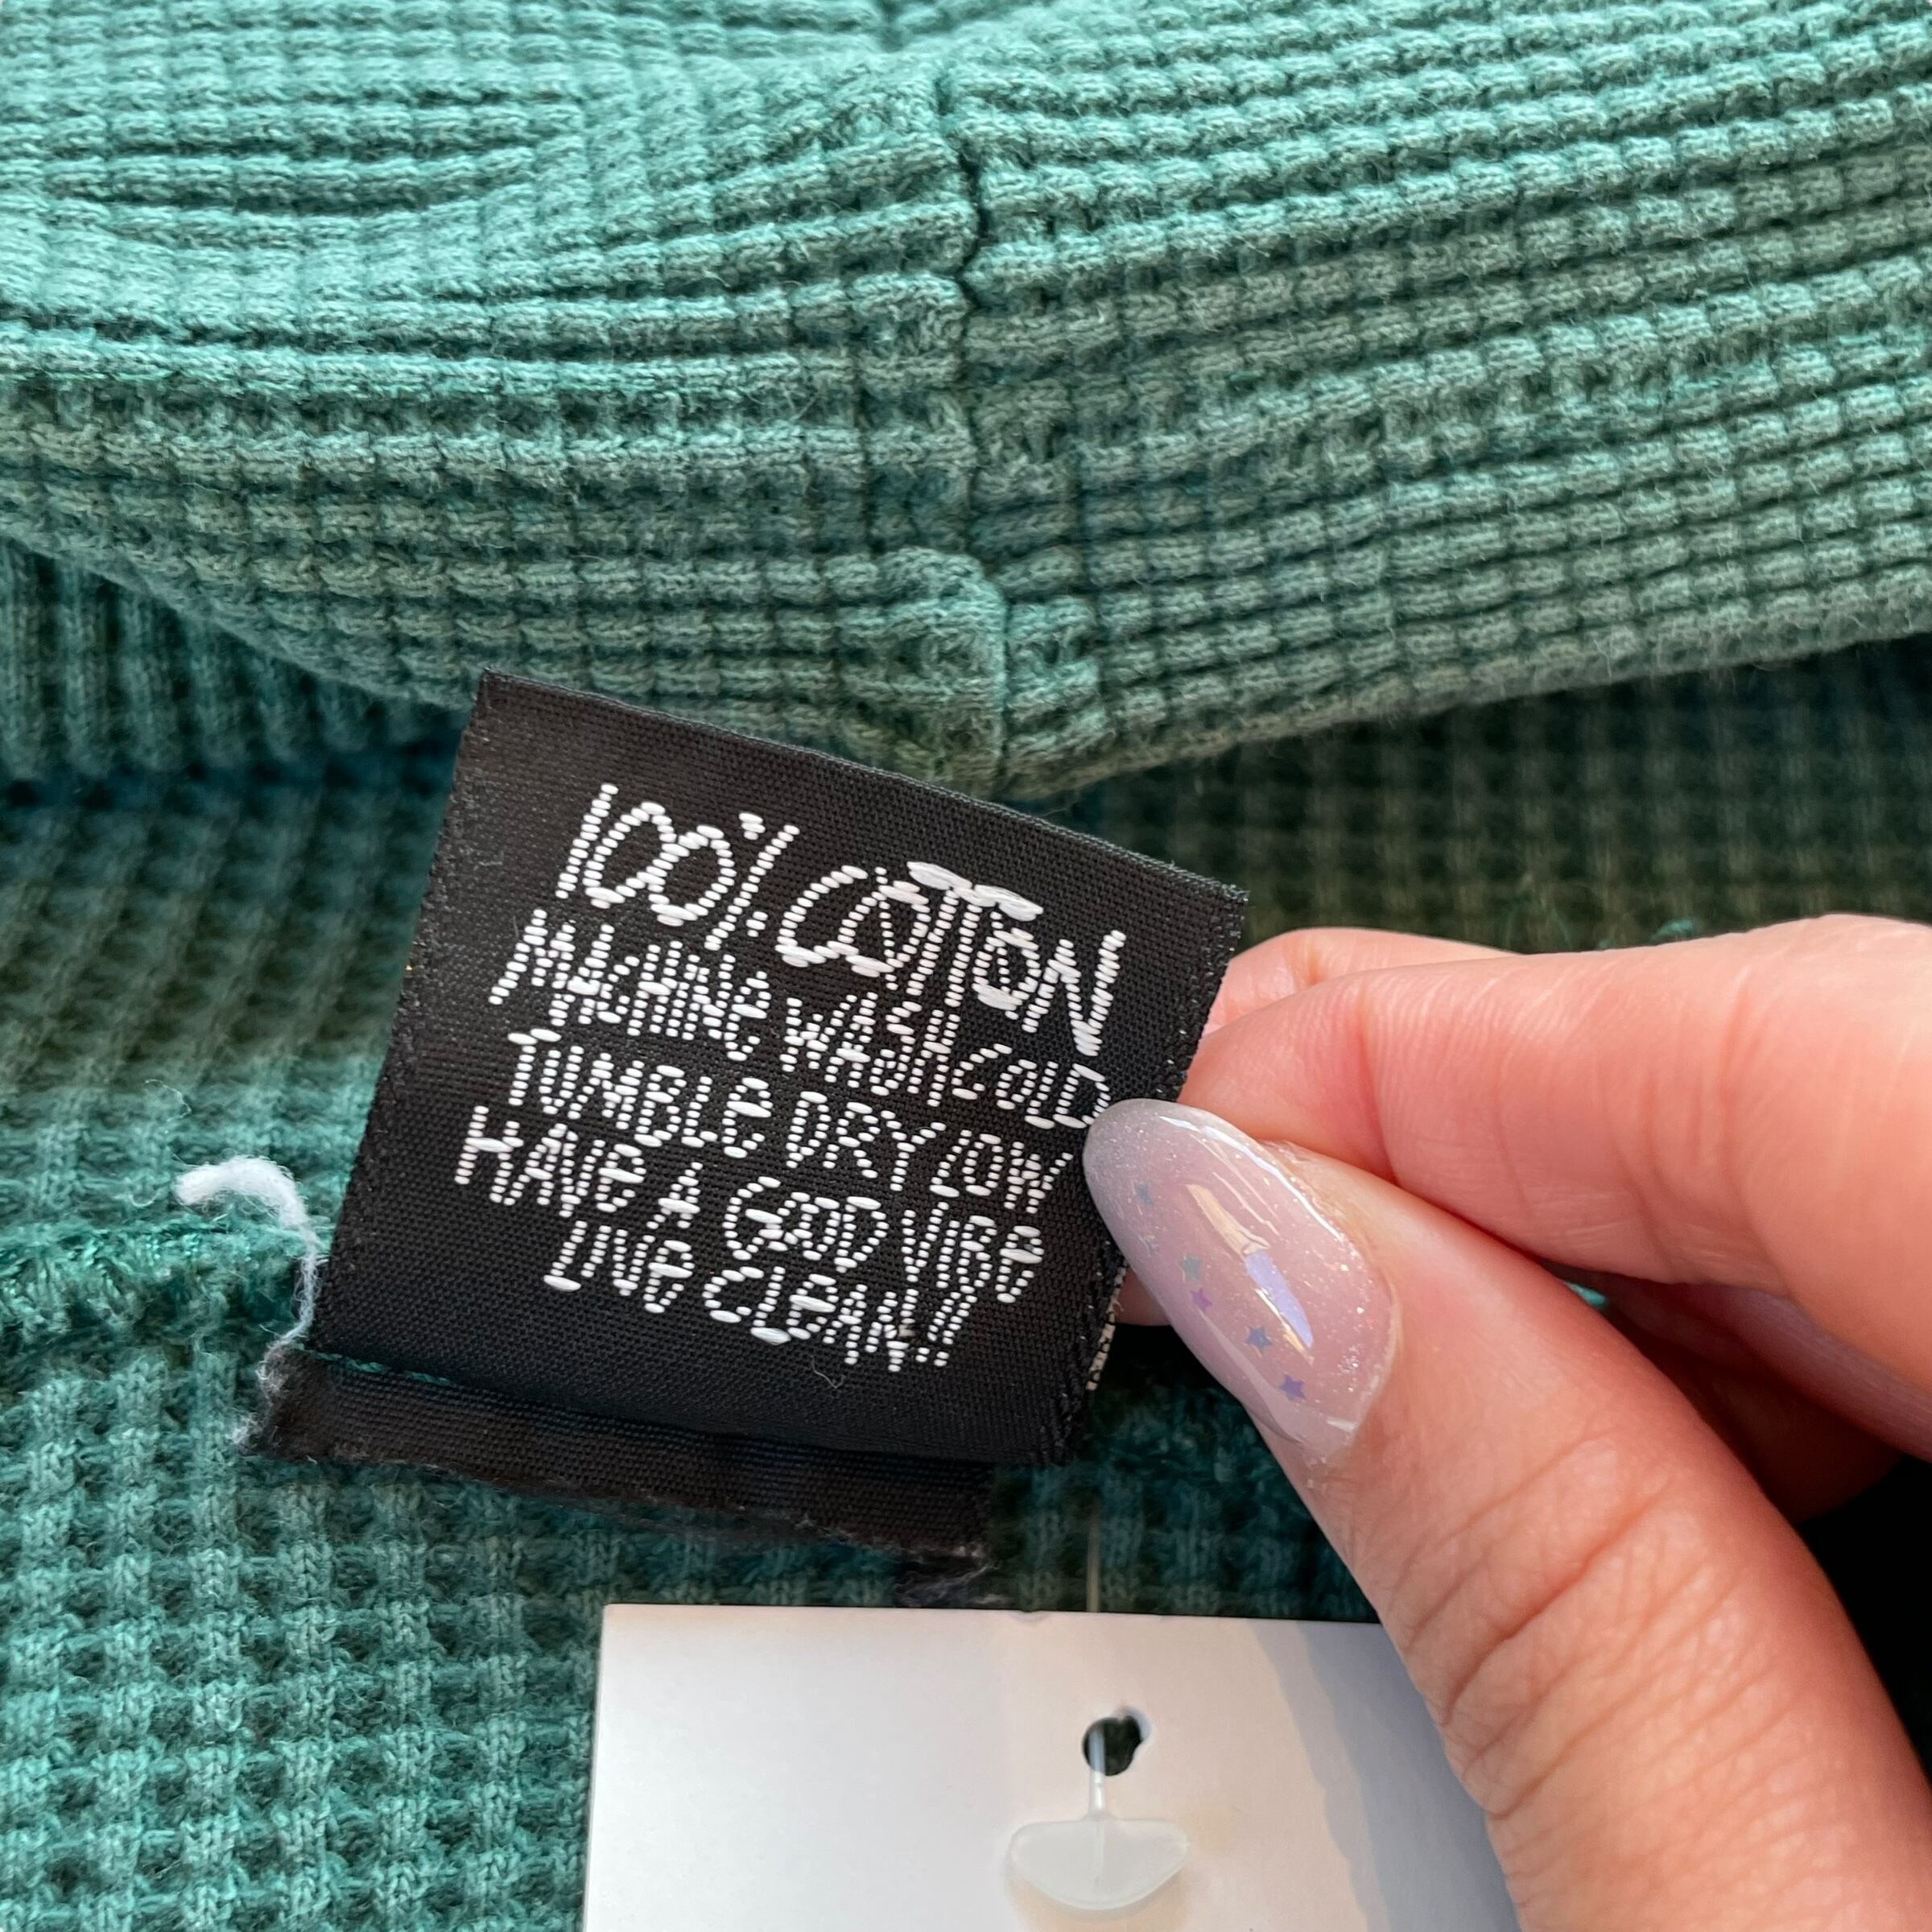 100% COTTON
MACHINE WASH COLD
TUMBLE DRY LOW
HAVE A GOOD VIBE
LIVE CLEAN!!